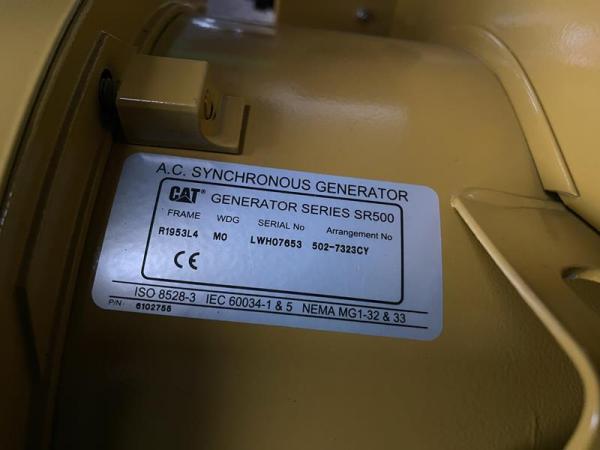 A.C. SYNCHRONOUS GENERATOR
CAT® GENERATOR SERIES SR500
FRAME WDG SERIAL No Arrangement No
R1953L4 M0 LWH07653 502-7323CY
CE
ISO 8528-3 IEC 60034-1 & 5 NEMA MG1-32 & 33
P/N: 6102755